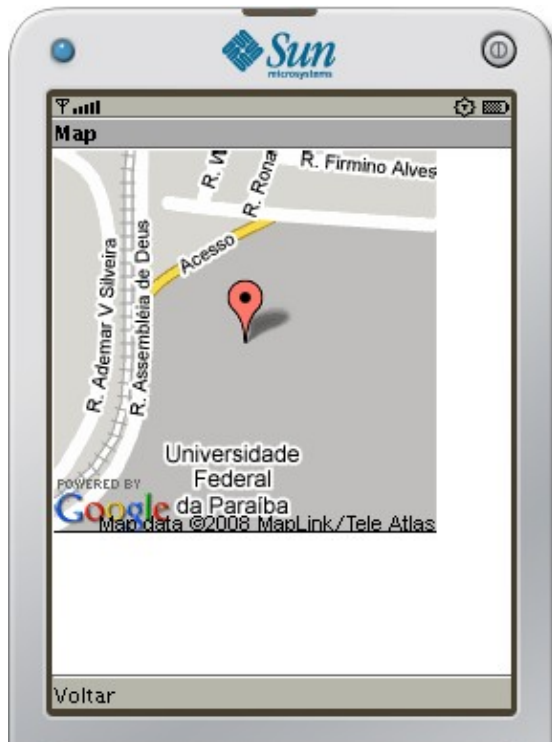 Sun
microsystems
Map
R. W
R. Rona
R. Firmino Alves
Acesso
R. Ademar V Silveira
R. Assembléia de Deus
Universidade
Federal
da Paraíba
POWERED BY
Google
Map data ©2008 MapLink/Tele Atlas
Voltar